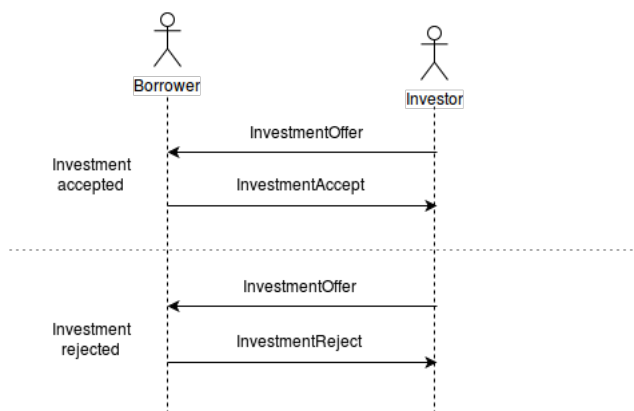 Borrower
Investor
InvestmentOffer
Investment
accepted
InvestmentAccept
InvestmentOffer
Investment
rejected
InvestmentReject